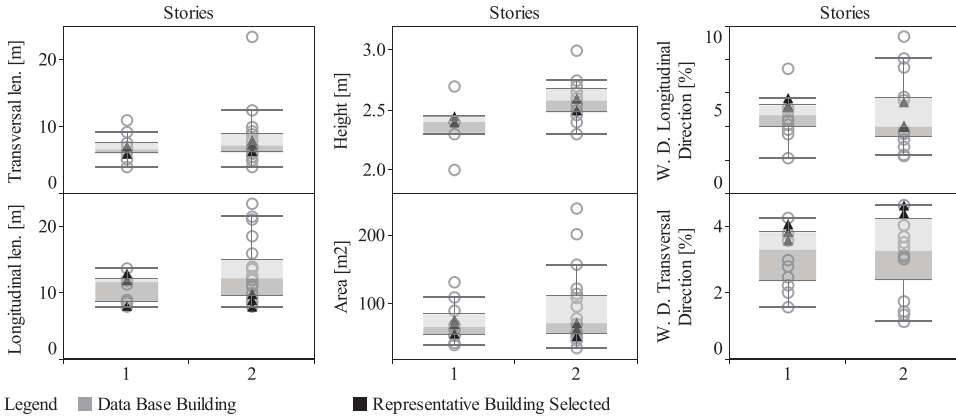 Stories
Stories
Stories
Transversal len. [m]
20
10
0
Height [m]
3.0
2.5
2.0
W. D. Longitudinal
Direction [%]
10
5
0
Longitudinal len. [m]
20
10
0
Area [m2]
200
100
W. D. Transversal
Direction [%]
4
2
0
1
2
1
2
1
2
Legend
Data Base Building
Representative Building Selected